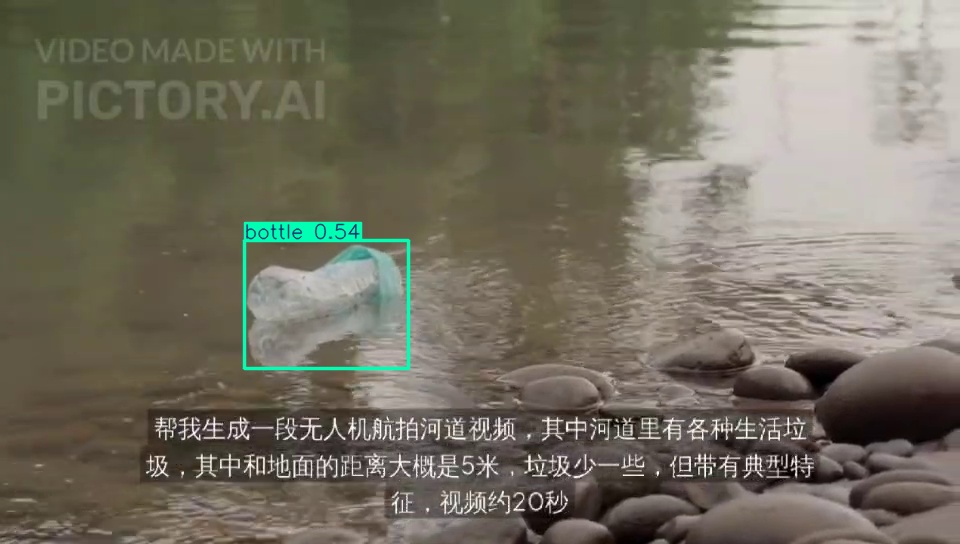 VIDEO MADE WITH
PICTORY.AI
bottle 0.54
帮我生成一段无人机航拍河道视频，其中河道里有各种生活垃
圾，其中和地面的距离大概是5米，垃圾少一些，但带有典型特
征，视频约20秒